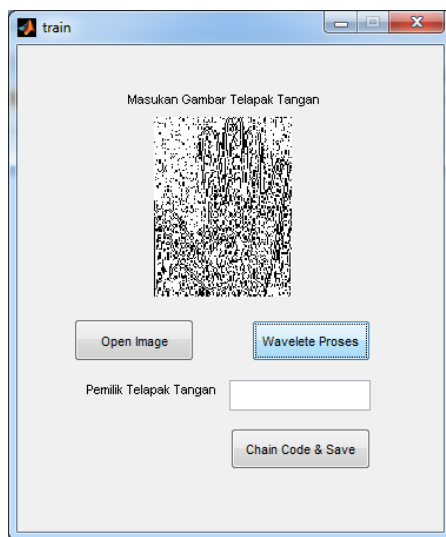 train
Masukan Gambar Telapak Tangan
Open Image
Wavelete Proses
Pemilik Telapak Tangan
Chain Code & Save